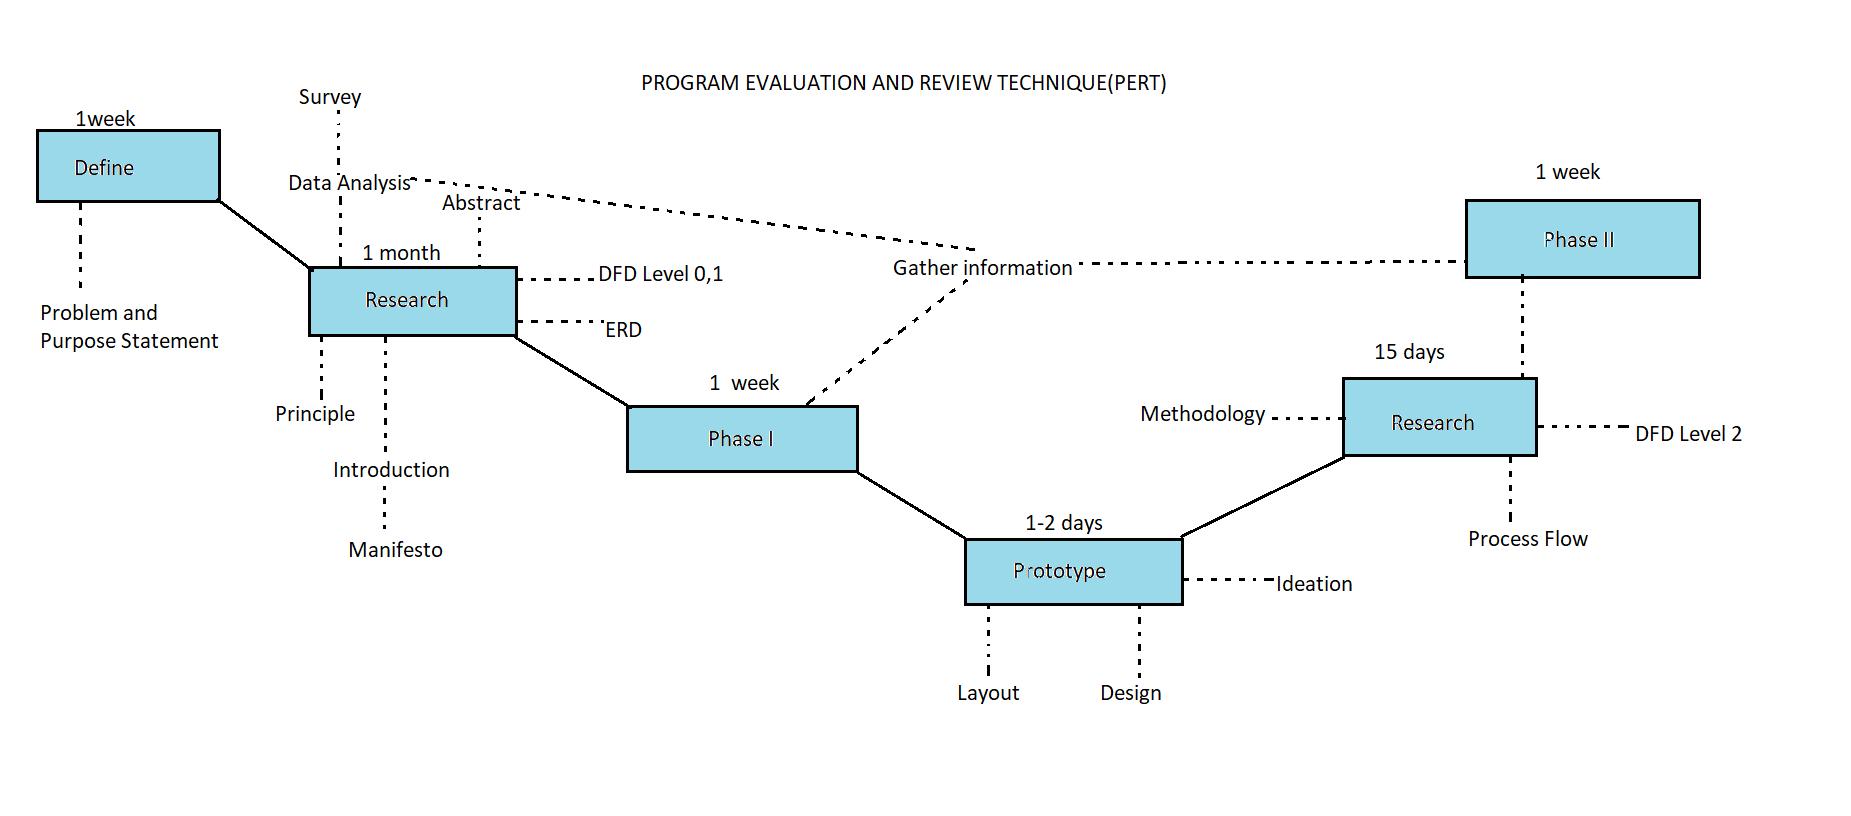 PROGRAM EVALUATION AND REVIEW TECHNIQUE(PERT)
Survey
1week
Define
Data Analysis
Abstract
1 week
Phase II
1 month
Research
DFD Level 0,1
Gather information
ERD
Problem and
Purpose Statement
Principle
Introduction
Manifesto
1  week
Phase I
15 days
Research
Methodology
DFD Level 2
Process Flow
1-2 days
Prototype
Ideation
Layout
Design